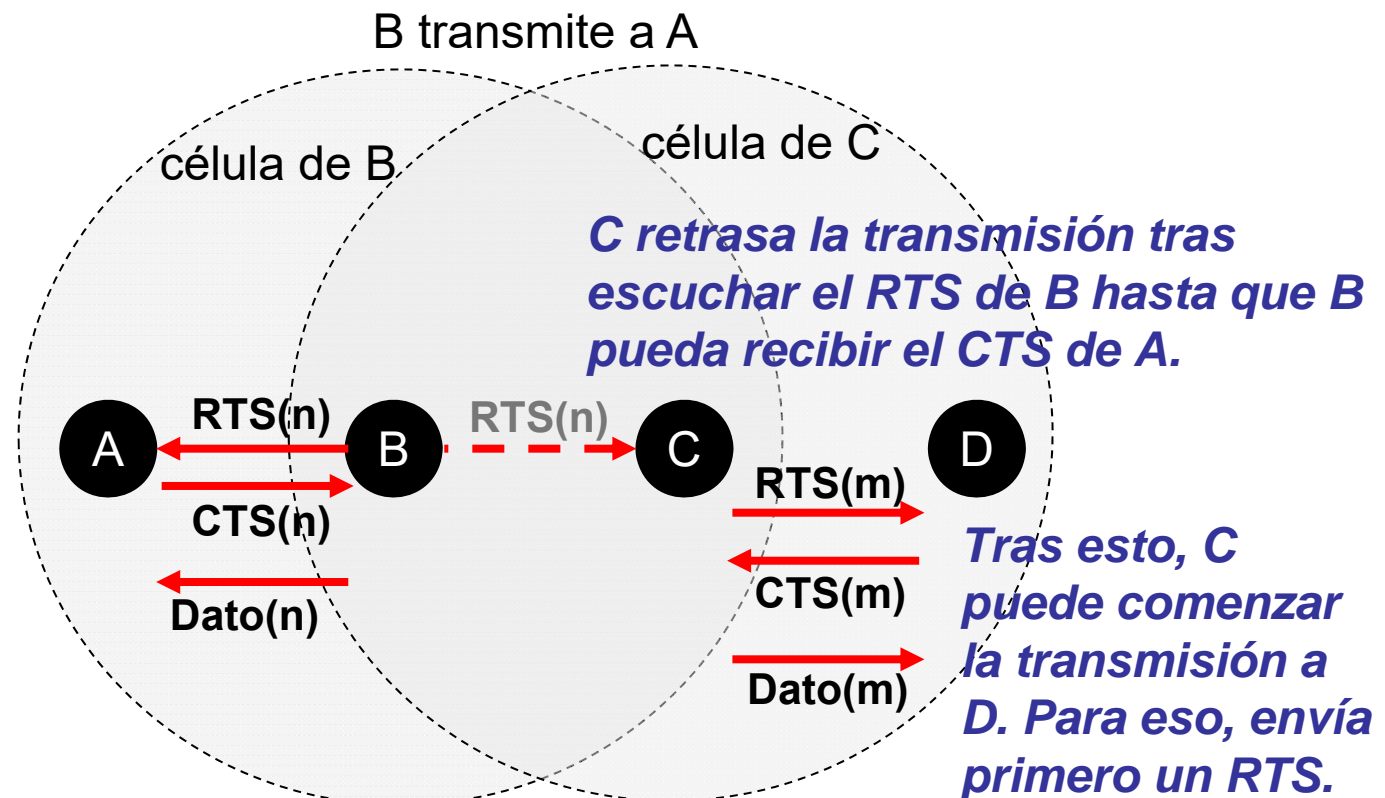 B transmite a A
célula de B
célula de C
C retrasa la transmisión tras
escuchar el RTS de B hasta que B
pueda recibir el CTS de A.
RTS(n)
RTS(n)
A
B
C
D
CTS(n)
RTS(m)
Dato(n)
CTS(m)
Dato(m)
Tras esto, C
puede comenzar
la transmisión a
D. Para eso, envía
primero un RTS.